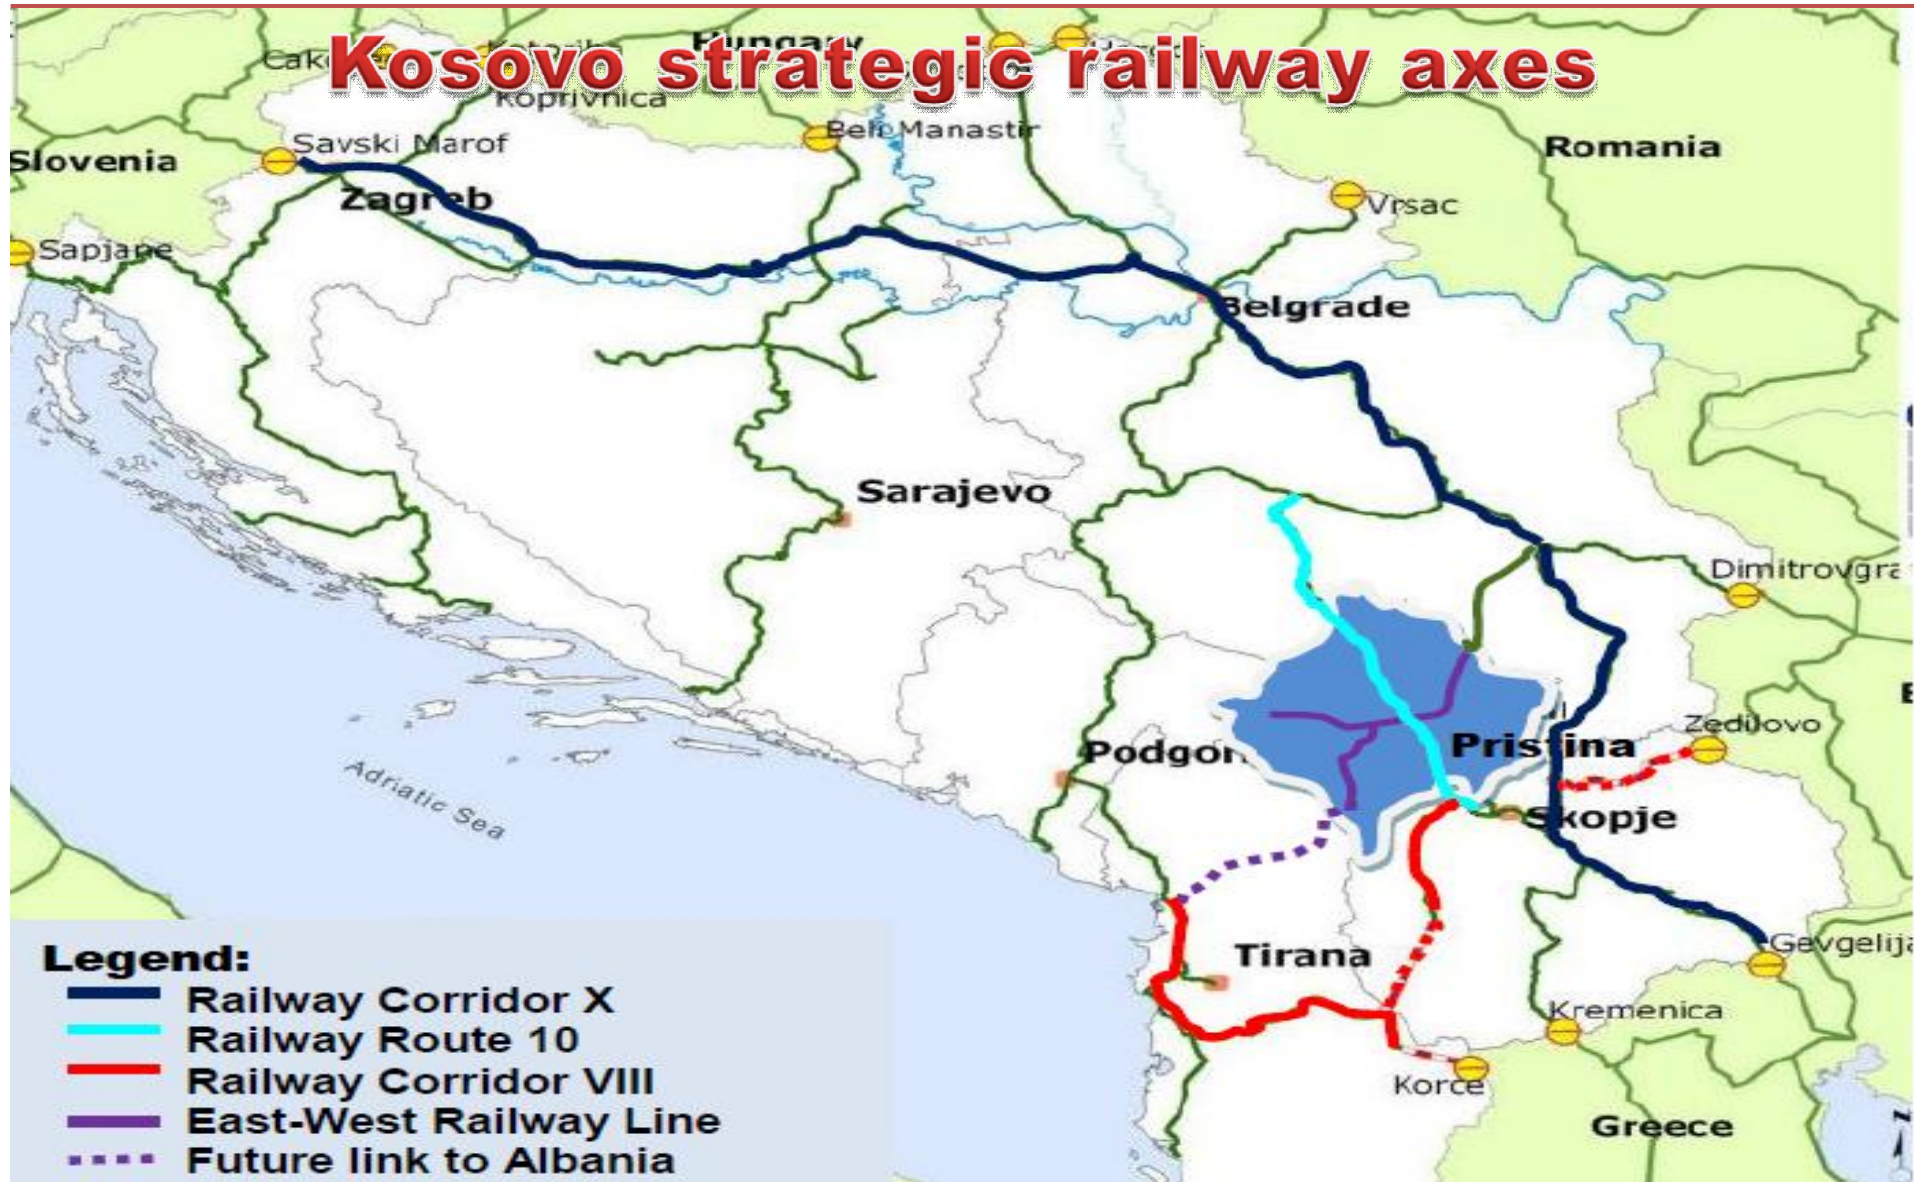 Kosovo strategic railway axes
Hungary
Koprivnica
Beli Manastir
Savski Marof
Slovenia
Romania
Zagreb
Vrsac
Sapjane
Belgrade
Sarajevo
Dimitrovgra
Zedilovo
Pristina
Podgor
Skopje
Adriatic Sea
Tirana
Gevgelija
Kremenica
Korce
Greece
Legend:
Railway Corridor X
Railway Route 10
Railway Corridor VIII
East-West Railway Line
Future link to Albania